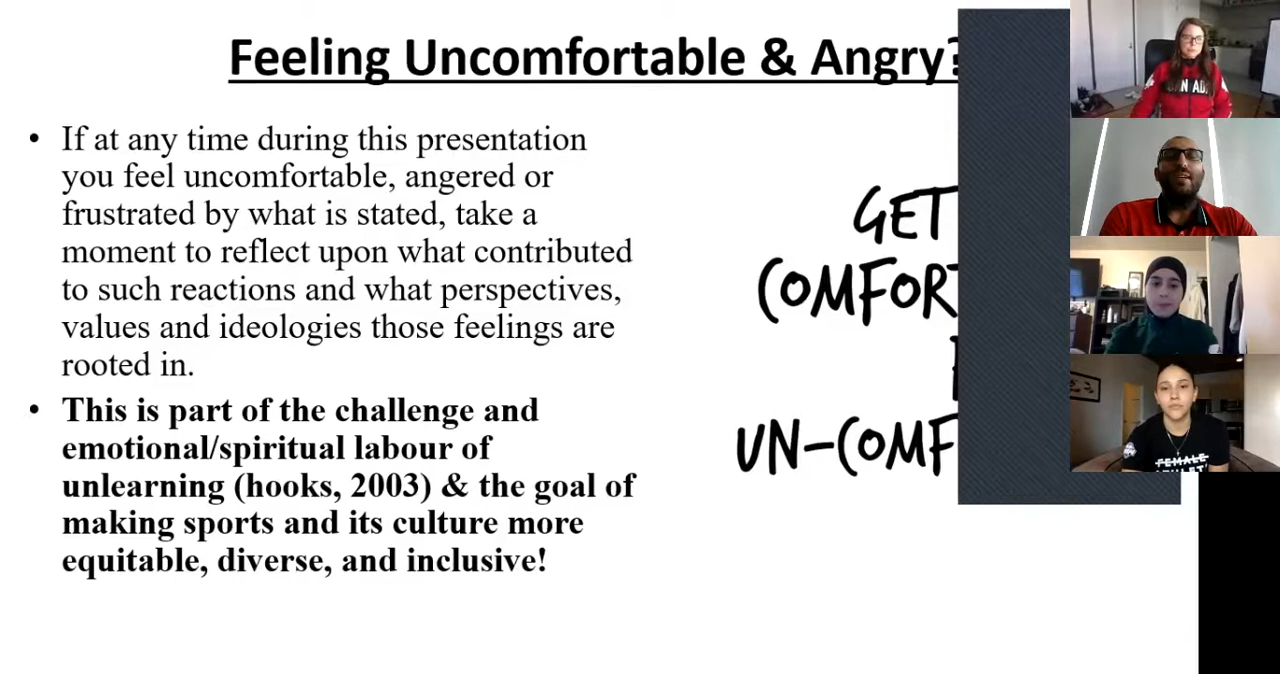 Feeling Uncomfortable & Angry?
• If at any time during this presentation
you feel uncomfortable, angered or
frustrated by what is stated, take a
moment to reflect upon what contributed
to such reactions and what perspectives,
values and ideologies those feelings are
rooted in.
• This is part of the challenge and
emotional/spiritual labour of
unlearning (hooks, 2003) & the goal of
making sports and its culture more
equitable, diverse, and inclusive!
GET
COMFOR
UN-COMF
FEMALE